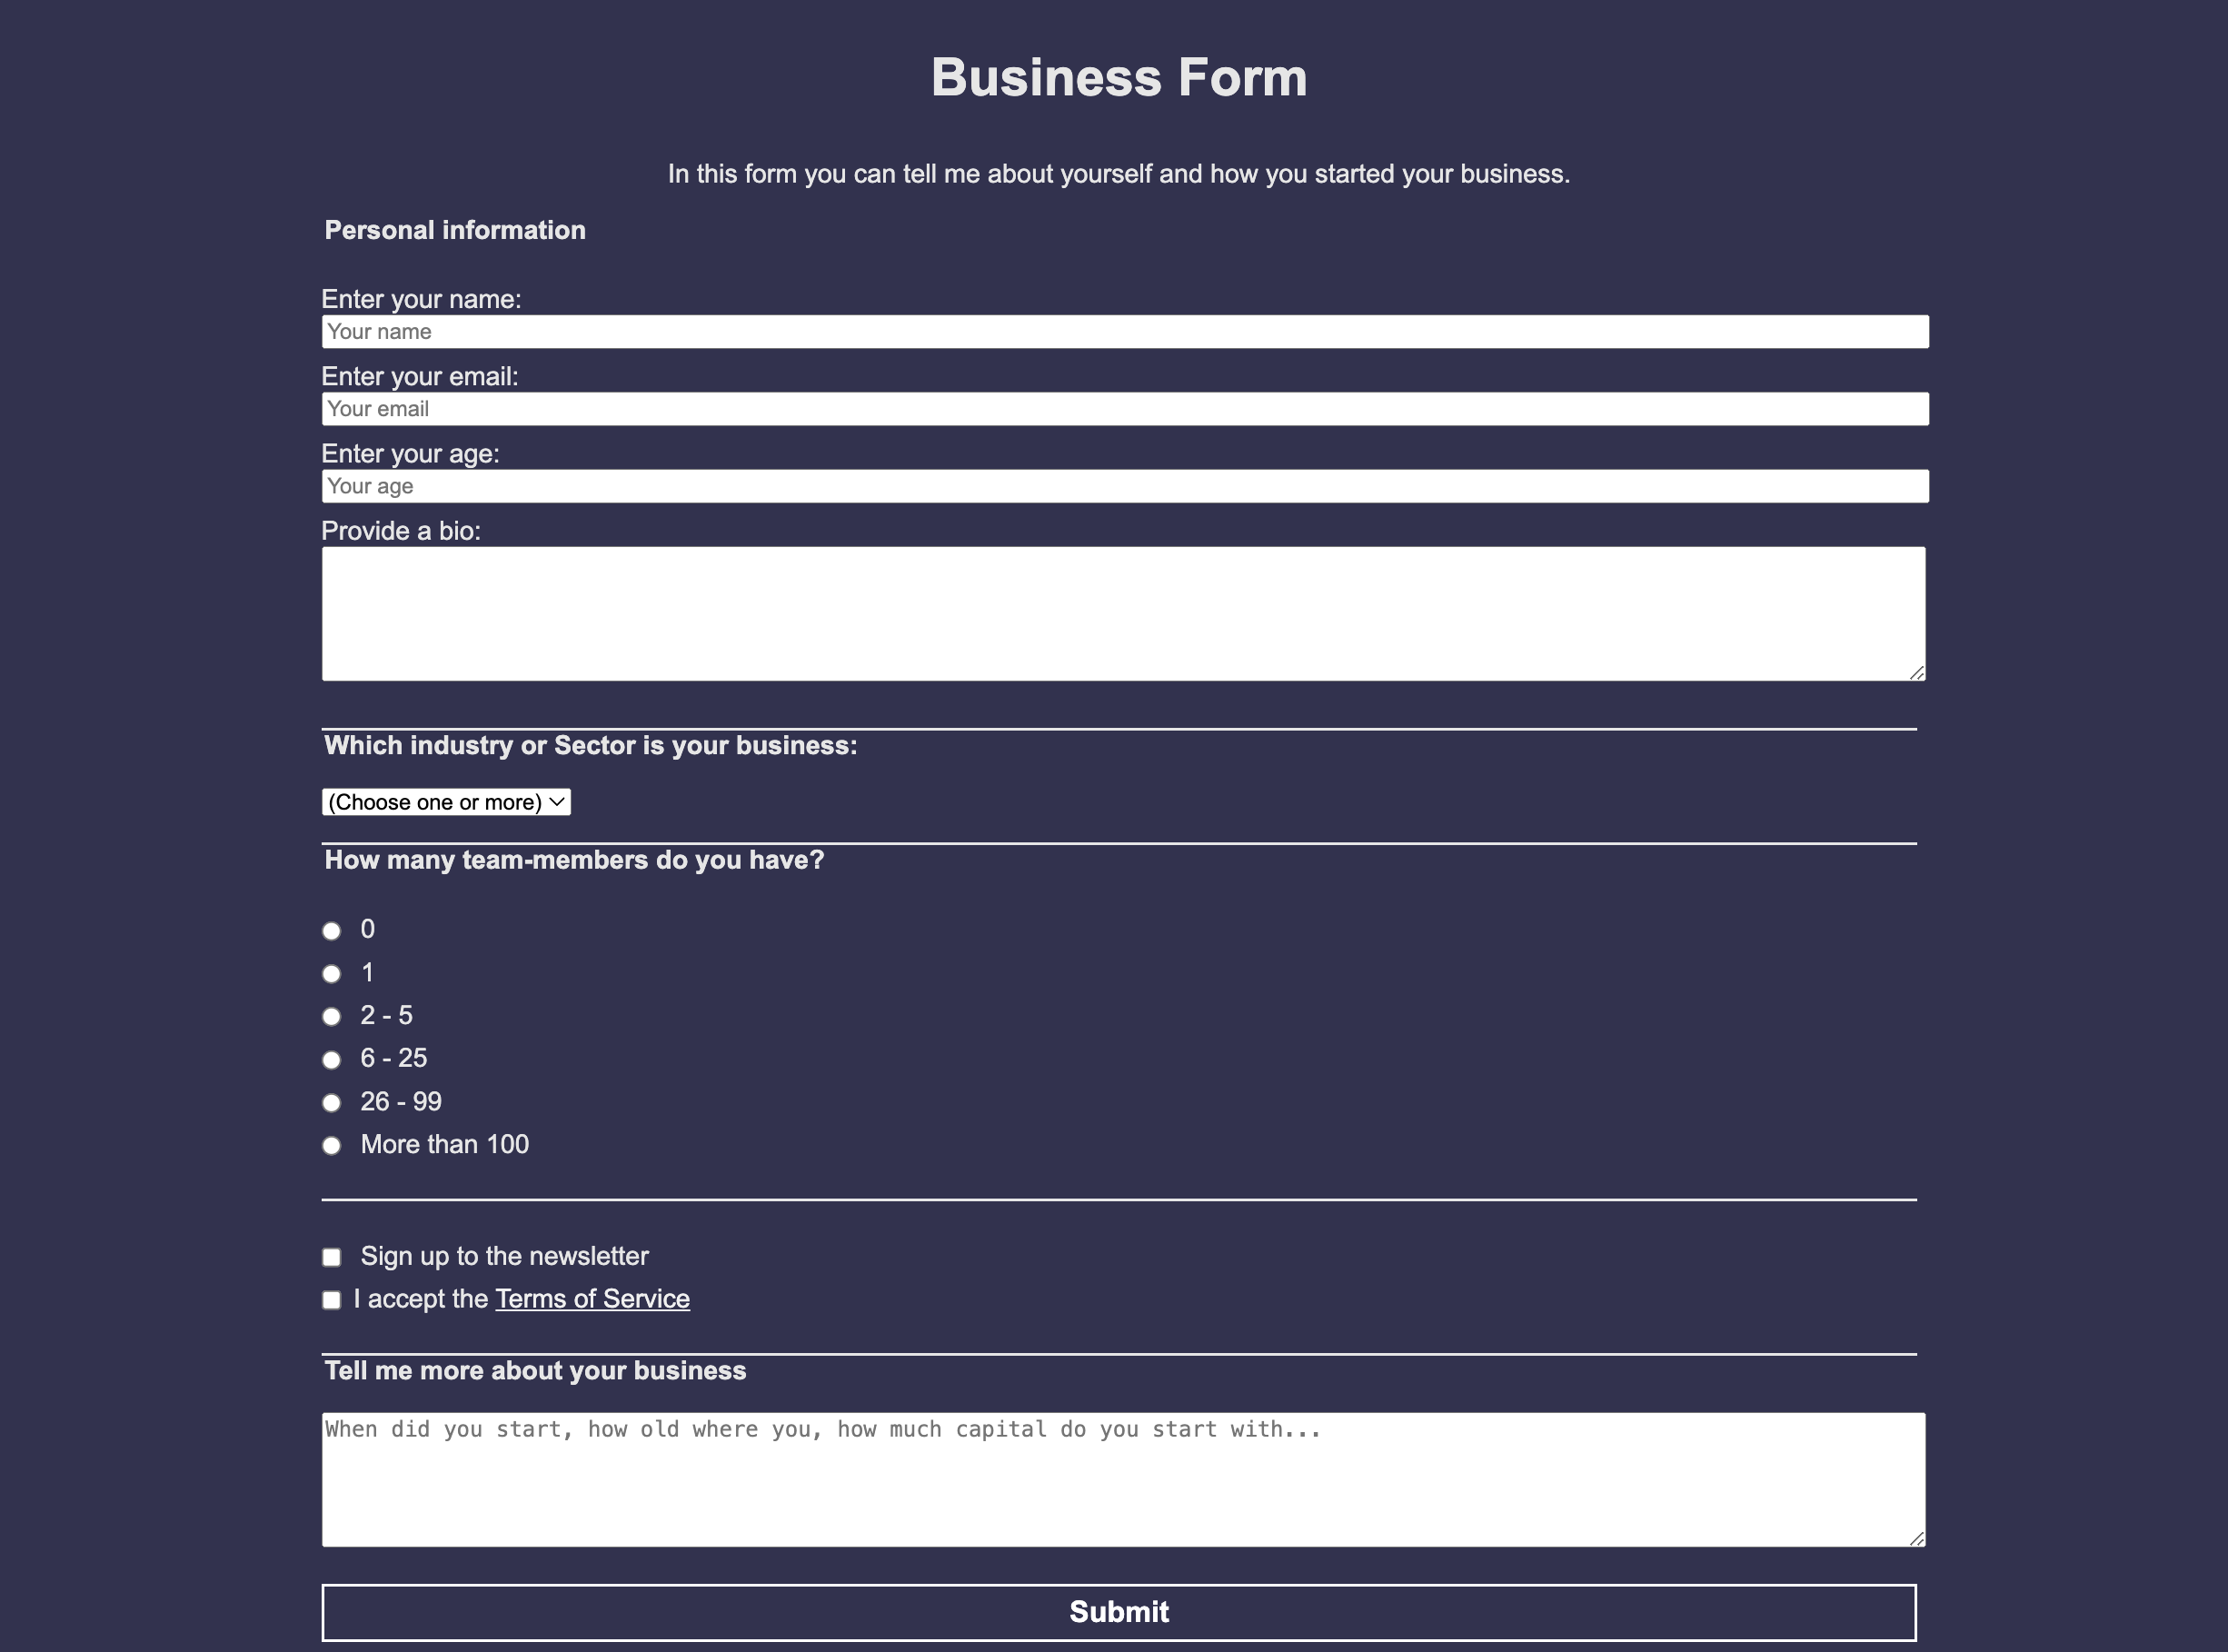 Business Form
In this form you can tell me about yourself and how you started your business.
Personal information
Enter your name:
Your name
Enter your email:
Your email
Enter your age:
Your age
Provide a bio:
Which industry or Sector is your business:
(Choose one or more)
How many team-members do you have?
0
1
2 - 5
6 - 25
26 - 99
More than 100
Sign up to the newsletter
I accept the Terms of Service
Tell me more about your business
When did you start, how old where you, how much capital do you start with...
Submit